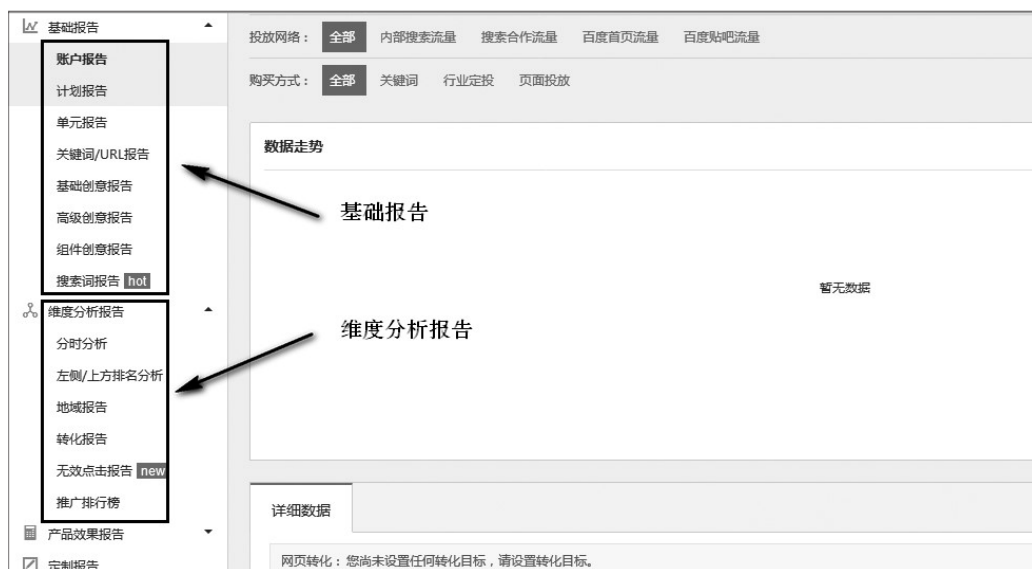 基础报告
账户报告
计划报告
单元报告
关键词/URL报告
基础创意报告
高级创意报告
组件创意报告
搜索词报告 hot
维度分析报告
分时分析
左侧/上方排名分析
地域报告
转化报告
无效点击报告 new
推广排行榜
产品效果报告
定制报告
投放网络： 全部 内部搜索流量 搜索合作流量 百度首页流量 百度贴吧流量
购买方式： 全部 关键词 行业定投 页面投放
数据走势
基础报告
暂无数据
维度分析报告
详细数据
网页转化：您尚未设置任何转化目标，请设置转化目标。